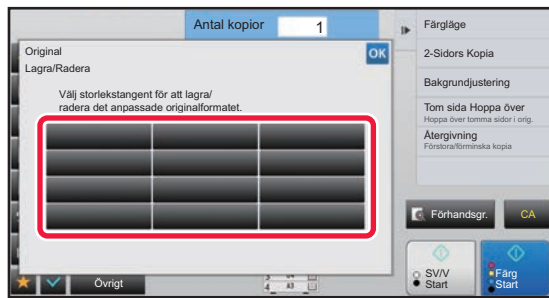 Antal kopior 1
Original
OK
Lagra/Radera
Välj storlekstangent för att lagra/
radera det anpassade originalformatet.
Färgläge
2-Sidors Kopia
Bakgrundjustering
Tom sida Hoppa över
Hoppa över tomma sidor i orig.
Återgivning
Förstora/förminska kopia
Förhandsgr.
CA
Övrigt
4 A3
SV/V
Start
Färg
Start